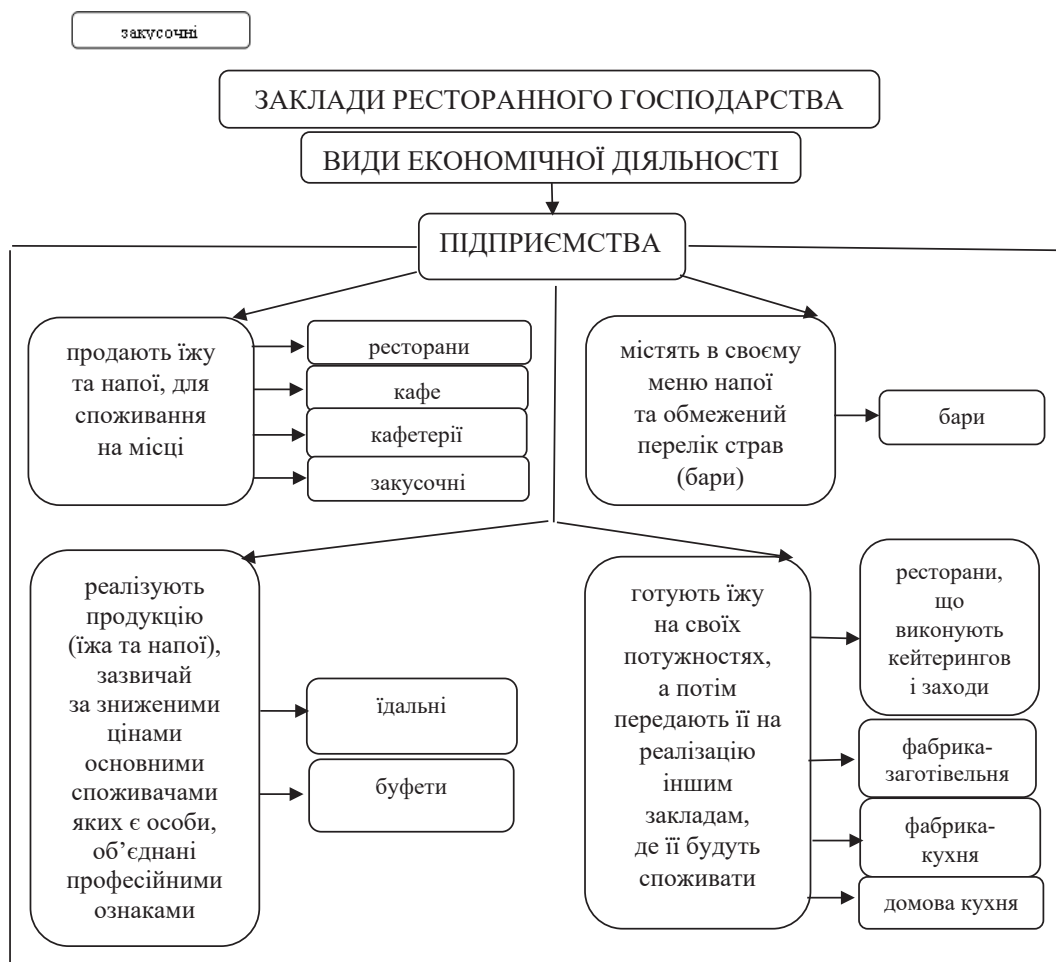 закусочні
ЗАКЛАДИ РЕСТОРАННОГО ГОСПОДАРСТВА
ВИДИ ЕКОНОМІЧНОЇ ДІЯЛЬНОСТІ
ПІДПРИЄМСТВА
продають їжу
та напої, для
споживання
на місці
ресторани
кафе
кафетерії
закусочні
містять в своєму
меню напої
та обмежений
перелік страв
(бари)
бари
реалізують
продукцію
(їжа та напої),
зазвичай
за зниженими
цінами
основними
споживачами
яких є особи,
об’єднані
професійними
ознаками
їдальні
буфети
готують їжу
на своїх
потужностях,
а потім
передають її на
реалізацію
іншим
закладам,
де її будуть
споживати
ресторани,
що
виконують
кейтерингов
і заходи
фабрика-
заготівельня
фабрика-
кухня
домова кухня